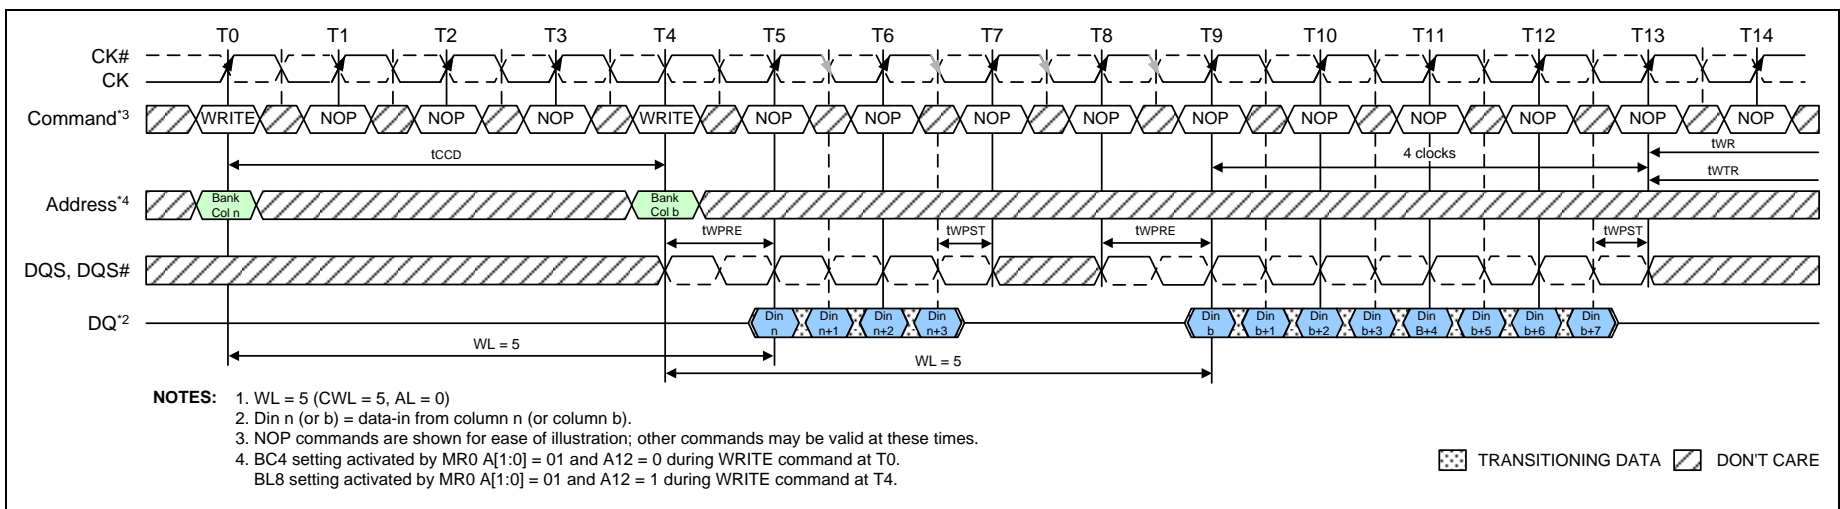 T0 T1 T2 T3 T4 T5 T6 T7 T8 T9 T10 T11 T12 T13 T14
CK#
CK
Command*3 WRITE NOP NOP NOP WRITE NOP NOP NOP NOP NOP NOP NOP NOP NOP NOP
tCCD 4 clocks tWR
tWTR
Address*4 Bank Col n Bank Col b
tWPRE tWPST tWPRE tWPST
DQS, DQS#
DQ*2 Din n Din n+1 Din n+2 Din n+3 Din b Din b+1 Din b+2 Din b+3 Din B+4 Din b+5 Din b+6 Din b+7
WL = 5
WL = 5
NOTES: 1. WL = 5 (CWL = 5, AL = 0)
2. Din n (or b) = data-in from column n (or column b).
3. NOP commands are shown for ease of illustration; other commands may be valid at these times.
4. BC4 setting activated by MR0 A[1:0] = 01 and A12 = 0 during WRITE command at T0.
BL8 setting activated by MR0 A[1:0] = 01 and A12 = 1 during WRITE command at T4.
TRANSITIONING DATA DON'T CARE